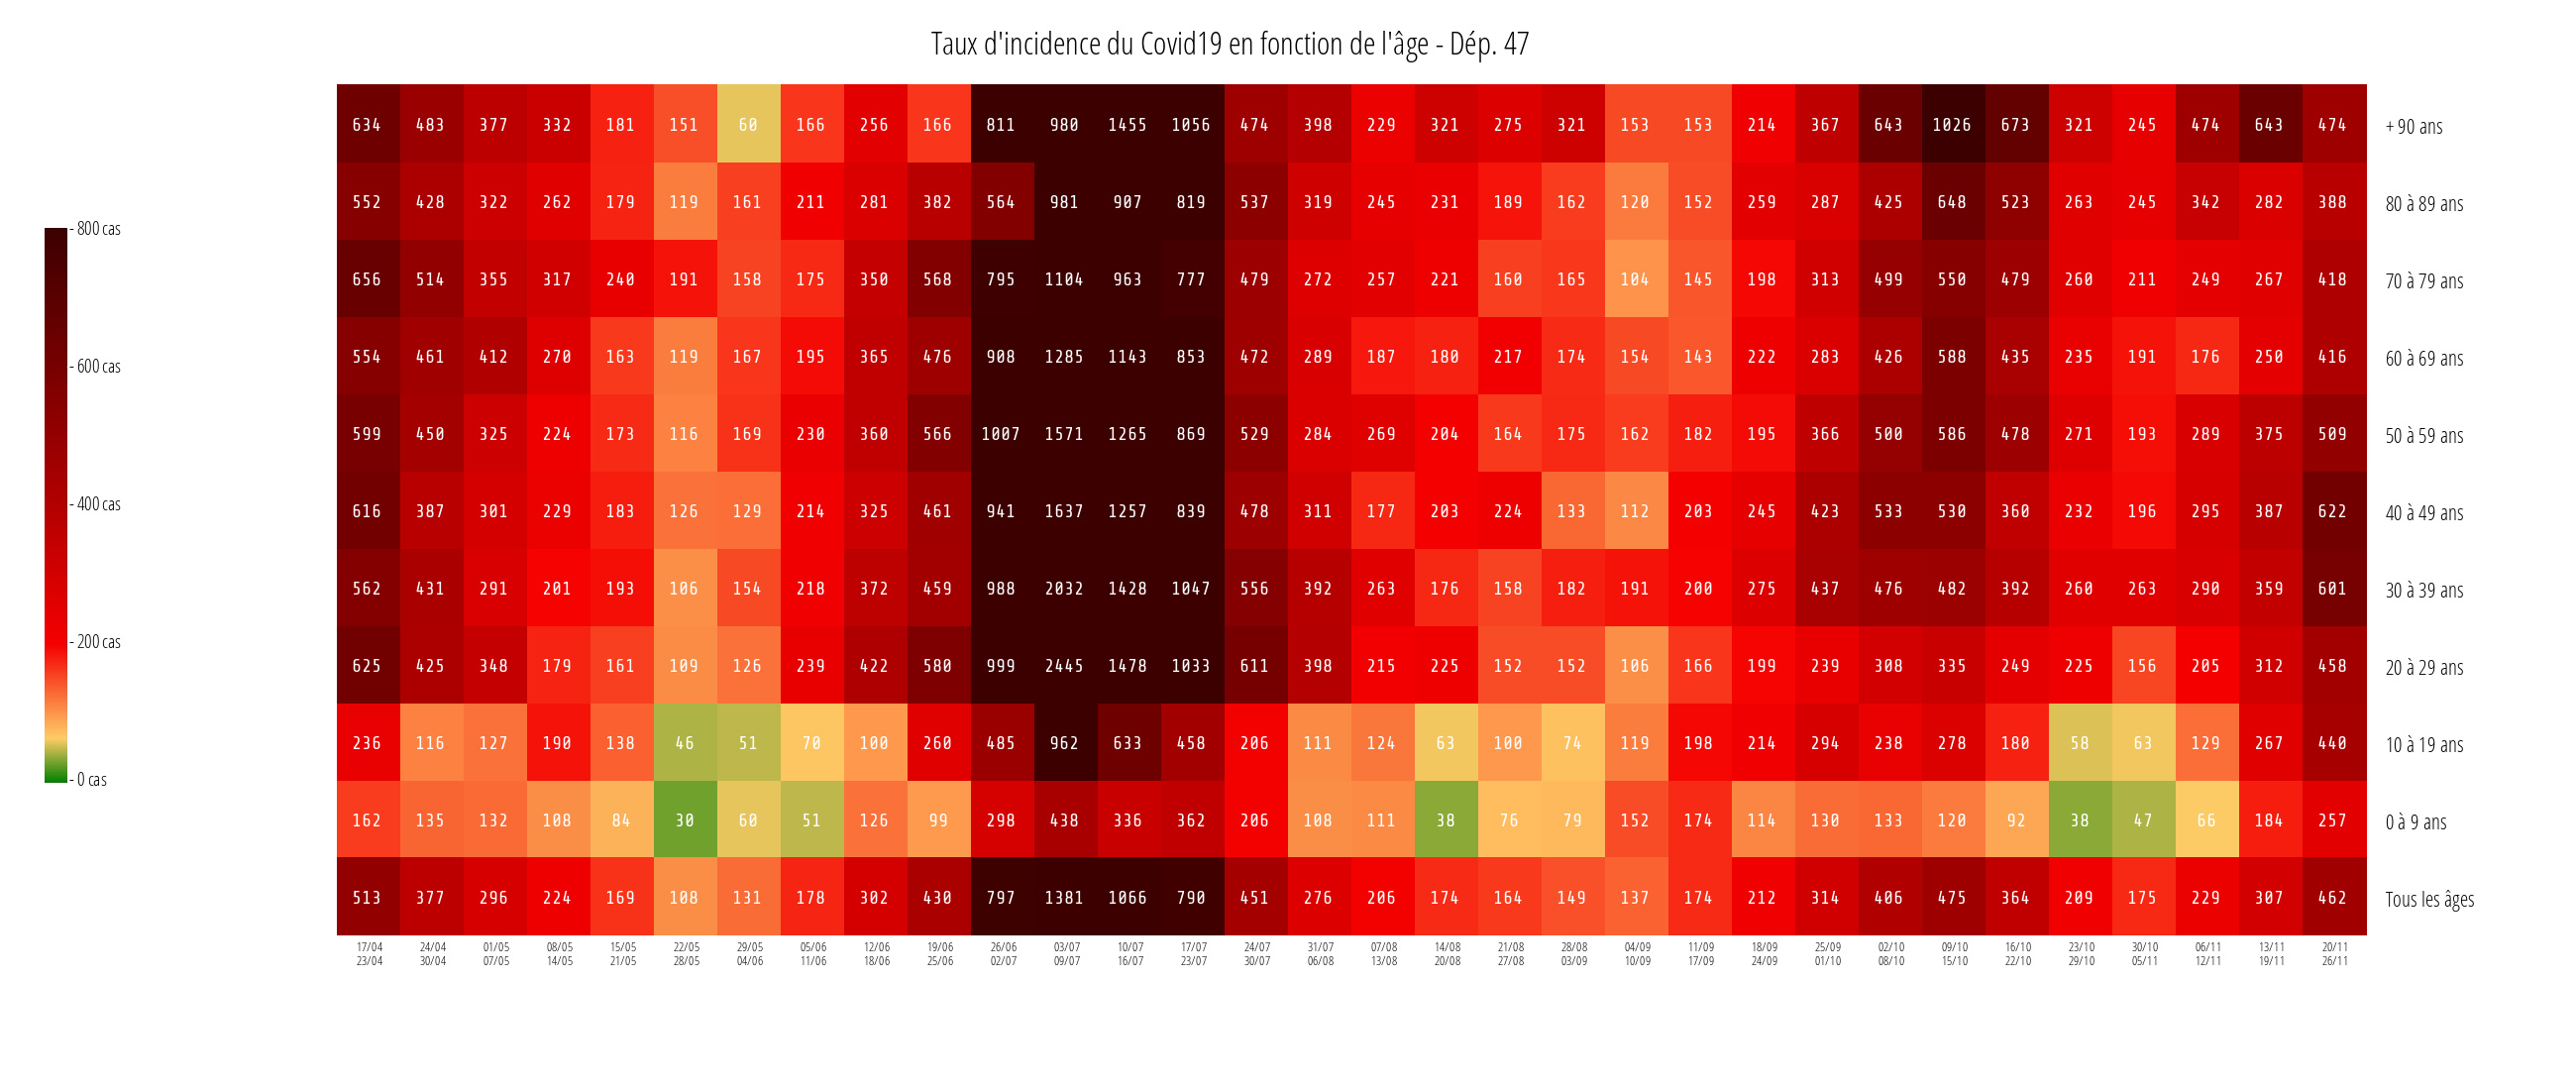 Taux d'incidence du Covid19 en fonction de l'âge - Dép. 47
- 800 cas
- 600 cas
- 400 cas
- 200 cas
- 0 cas
634 483 377 332 181 151 60 166 256 166 811 980 1455 1056 474 398 229 321 275 321 153 153 214 367 643 1026 673 321 245 474 643 474 + 90 ans
552 428 322 262 179 119 161 211 281 382 564 981 907 819 537 319 245 231 189 162 120 152 259 287 425 648 523 263 245 342 282 388 80 à 89 ans
656 514 355 317 240 191 158 175 350 568 795 1104 963 777 479 272 257 221 160 165 104 145 198 313 499 550 479 260 211 249 267 418 70 à 79 ans
554 461 412 270 163 119 167 195 365 476 908 1285 1143 853 472 289 187 180 217 174 154 143 222 283 426 588 435 235 191 176 250 416 60 à 69 ans
599 450 325 224 173 116 169 230 360 566 1007 1571 1265 869 529 284 269 204 164 175 162 182 195 366 500 586 478 271 193 289 375 509 50 à 59 ans
616 387 301 229 183 126 129 214 325 461 941 1637 1257 839 478 311 177 203 224 133 112 203 245 423 533 530 360 232 196 295 387 622 40 à 49 ans
562 431 291 201 193 106 154 218 372 459 988 2032 1428 1047 556 392 263 176 158 182 191 200 275 437 476 482 392 260 263 290 359 601 30 à 39 ans
625 425 348 179 161 109 126 239 422 580 999 2445 1478 1033 611 398 215 225 152 152 106 166 199 239 308 335 249 225 156 205 312 458 20 à 29 ans
236 116 127 190 138 46 51 70 100 260 485 962 633 458 206 111 124 63 100 74 119 198 214 294 238 278 180 58 63 129 267 440 10 à 19 ans
162 135 132 108 84 30 60 51 126 99 298 438 336 362 206 108 111 38 76 79 152 174 114 130 133 120 92 38 47 66 184 257 0 à 9 ans
513 377 296 224 169 108 131 178 302 430 797 1381 1066 790 451 276 206 174 164 149 137 174 212 314 406 475 364 209 175 229 307 462 Tous les âges
17/04 24/04 01/05 08/05 15/05 22/05 29/05 05/06 12/06 19/06 26/06 03/07 10/07 17/07 24/07 31/07 07/08 14/08 21/08 28/08 04/09 11/09 18/09 25/09 02/10 09/10 16/10 23/10 30/10 06/11 13/11 20/11
23/04 30/04 07/05 14/05 21/05 28/05 04/06 11/06 18/06 25/06 02/07 09/07 16/07 23/07 30/07 06/08 13/08 20/08 27/08 03/09 10/09 17/09 24/09 01/10 08/10 15/10 22/10 29/10 05/11 12/11 19/11 26/11